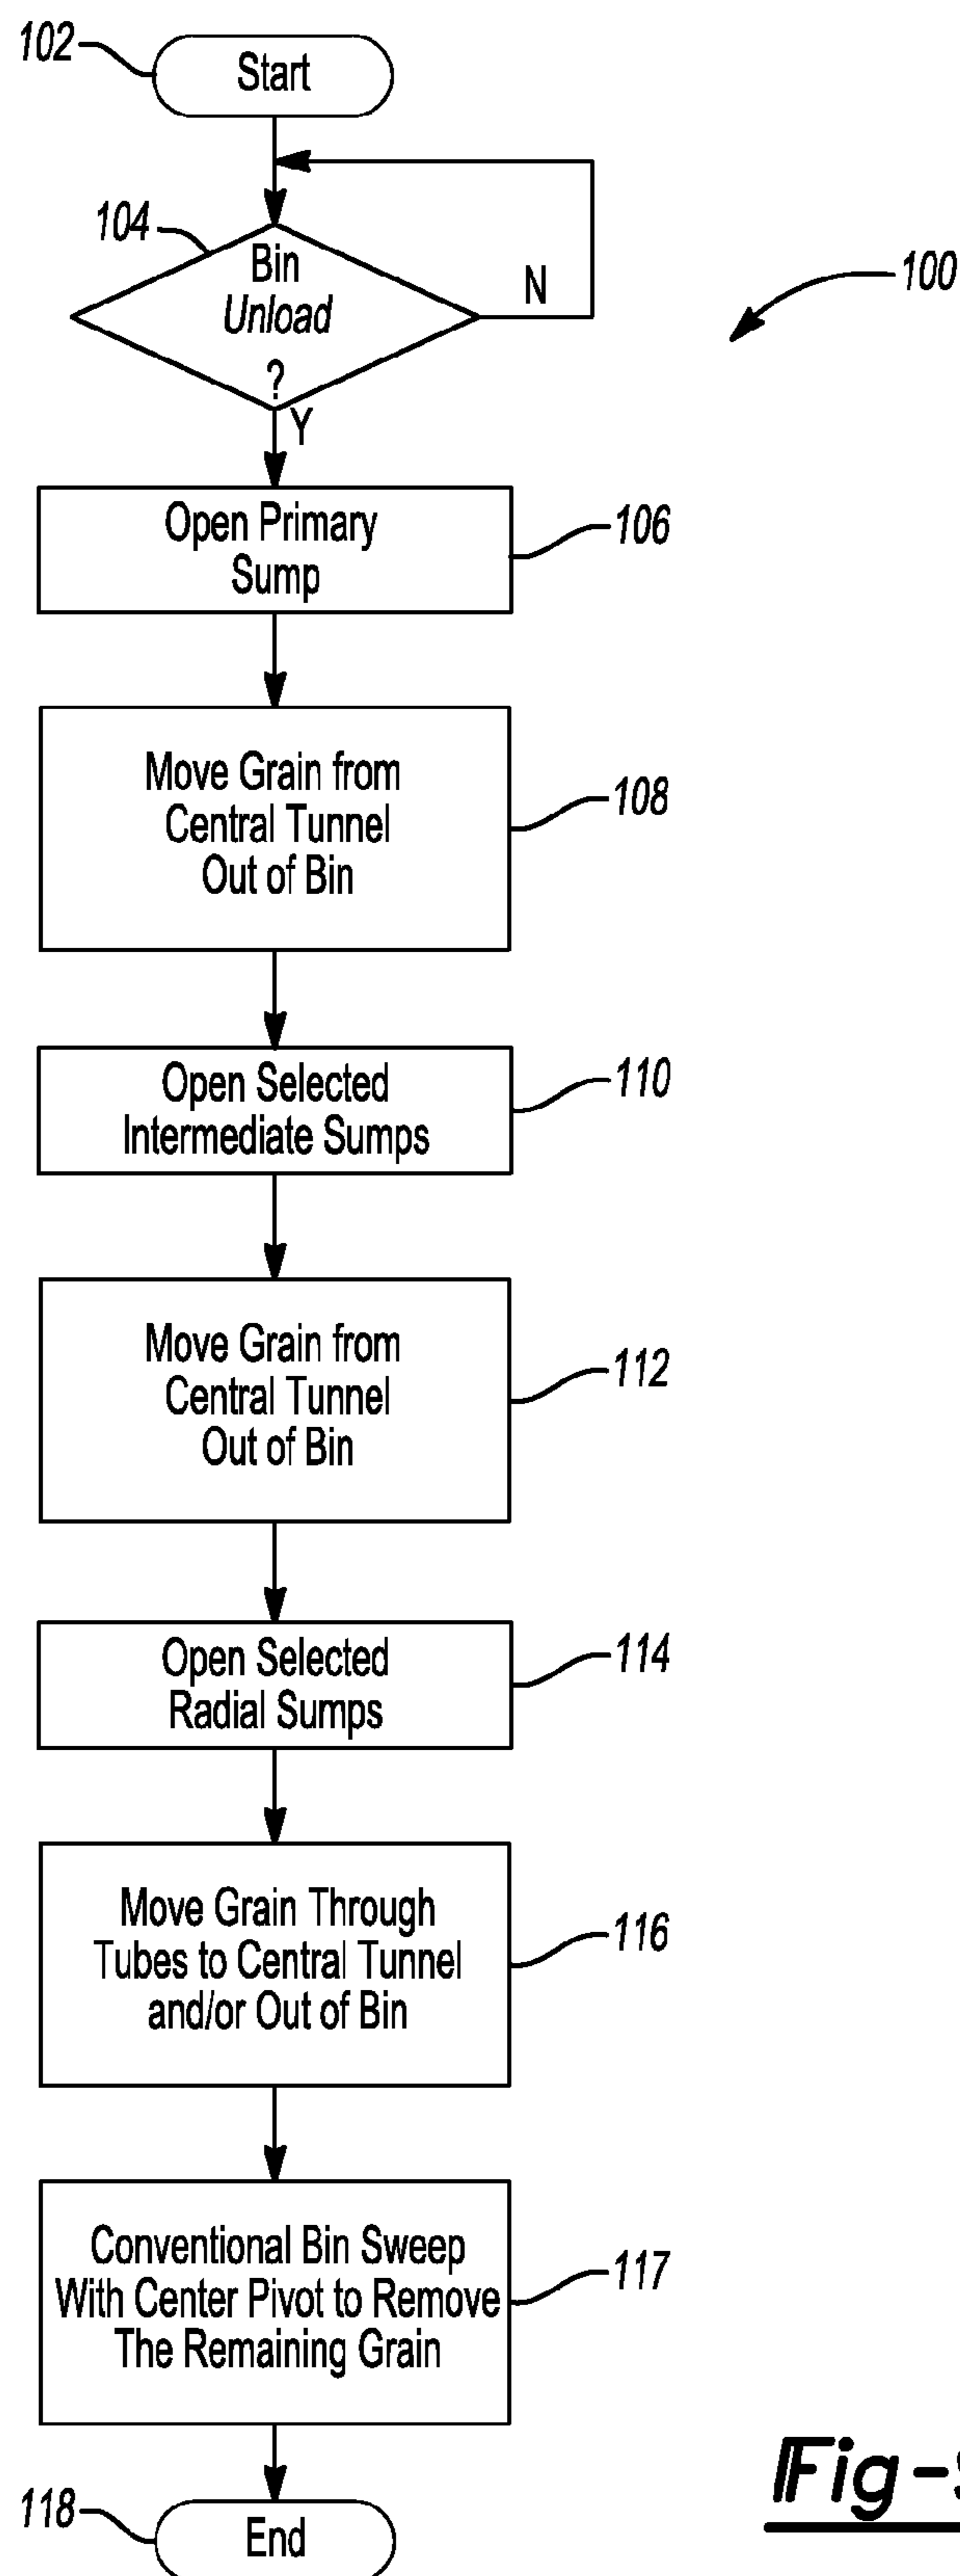 102
Start
104
Bin
Unload
?
N
Y
100
Open Primary
Sump
106
Move Grain from
Central Tunnel
Out of Bin
108
Open Selected
Intermediate Sumps
110
Move Grain from
Central Tunnel
Out of Bin
112
Open Selected
Radial Sumps
114
Move Grain Through
Tubes to Central Tunnel
and/or Out of Bin
116
Conventional Bin Sweep
With Center Pivot to Remove
The Remaining Grain
117
118
End
Fig-